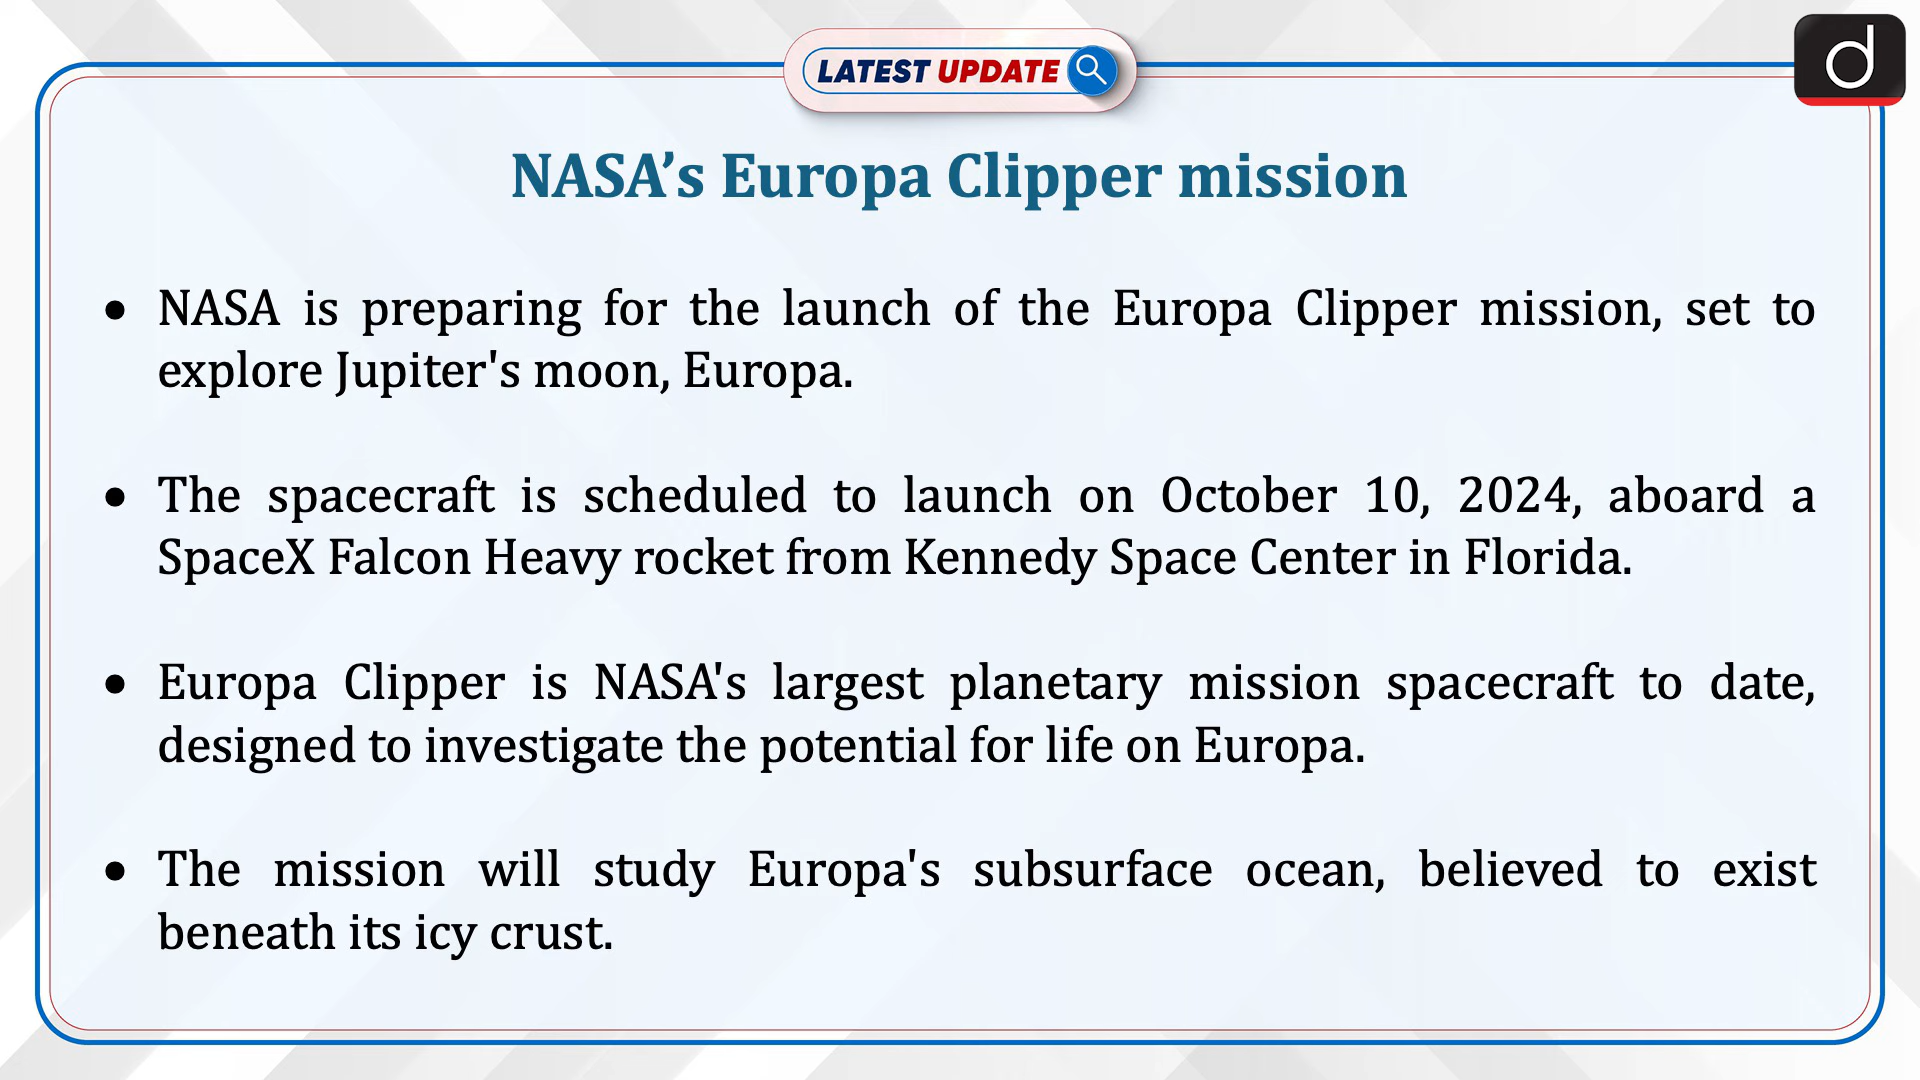 LATEST UPDATE
d
NASA’s Europa Clipper mission
• NASA is preparing for the launch of the Europa Clipper mission, set to
explore Jupiter's moon, Europa.
• The spacecraft is scheduled to launch on October 10, 2024, aboard a
SpaceX Falcon Heavy rocket from Kennedy Space Center in Florida.
• Europa Clipper is NASA's largest planetary mission spacecraft to date,
designed to investigate the potential for life on Europa.
• The mission will study Europa's subsurface ocean, believed to exist
beneath its icy crust.